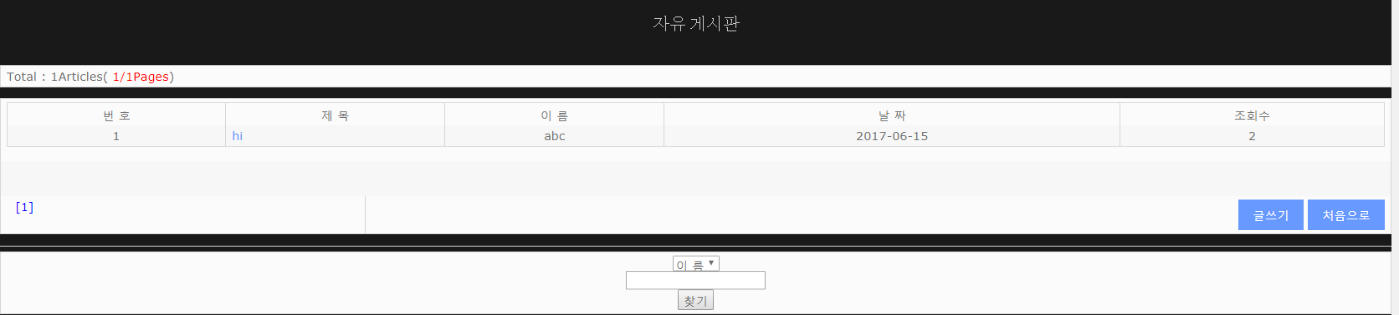 자유 게시판
Total : 1Articles( 1/1Pages)
번 호 제 목 이 름 날 짜 조회수
1 hi abc 2017-06-15 2
[1] 글쓰기 처음으로
이 름
찾기